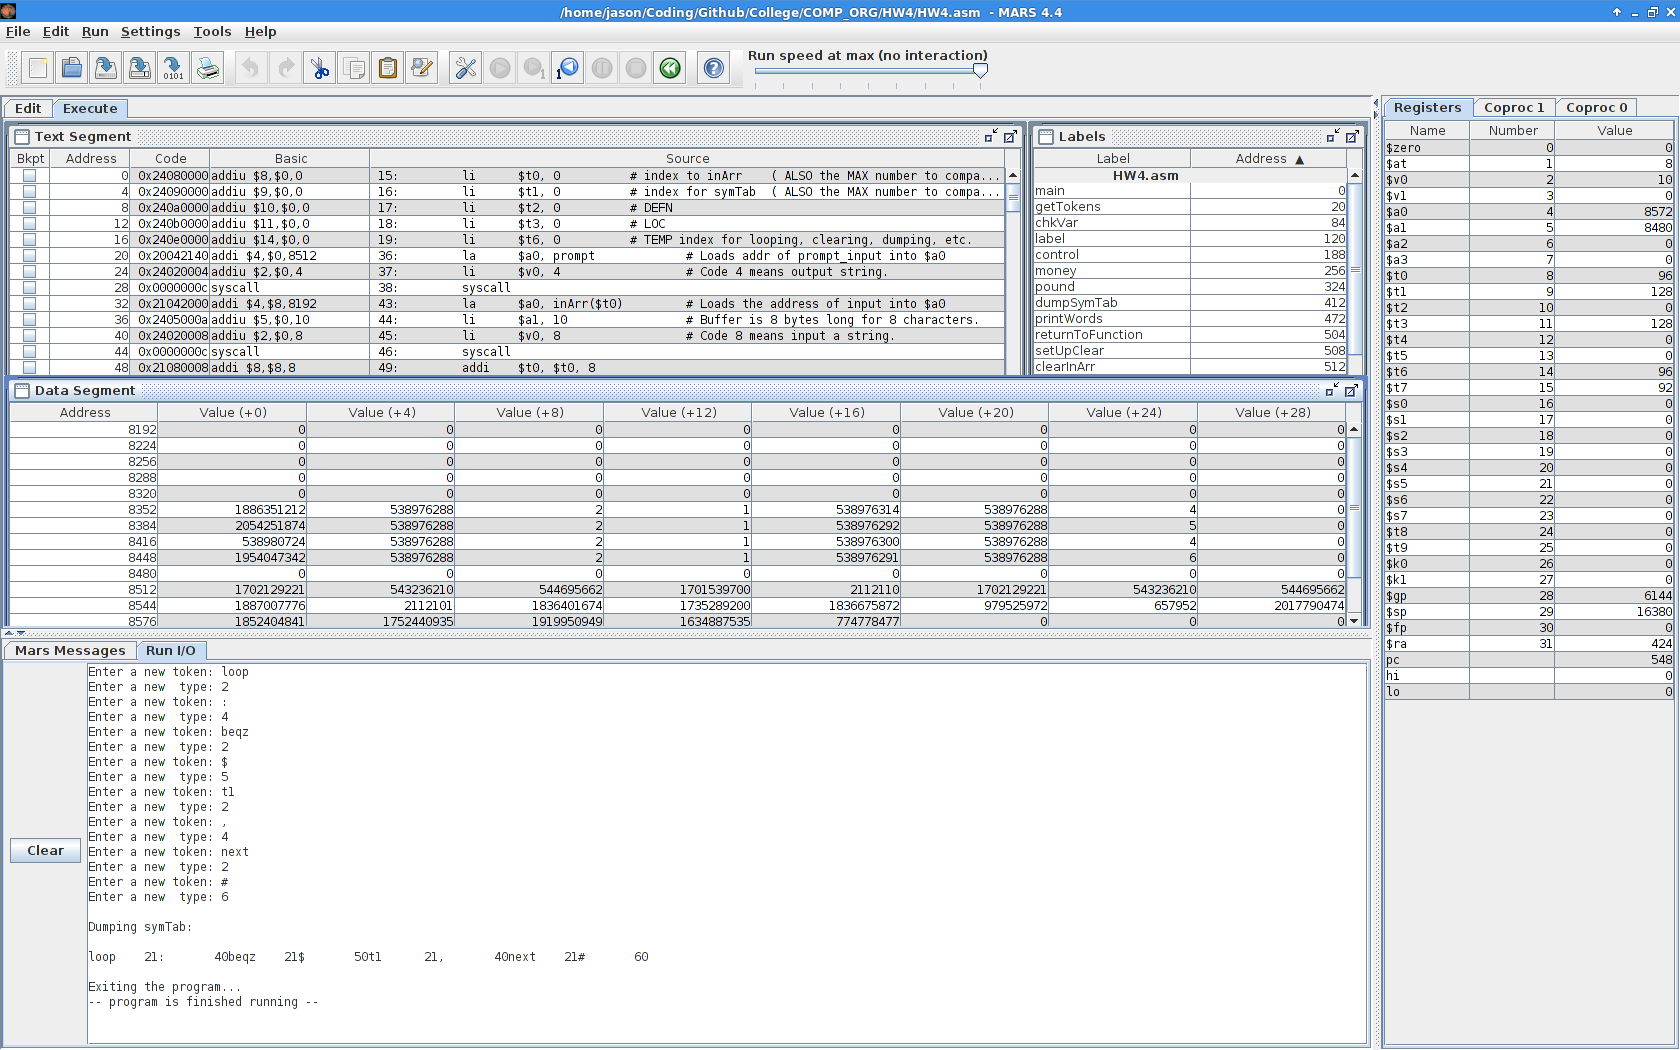 /home/jason/Coding/Github/College/COMP_ORG/HW4/HW4.asm - MARS 4.4
File Edit Run Settings Tools Help
Run speed at max (no interaction)
Edit Execute
Text Segment
Bkpt Address Code Basic Source
0 0x24080000 addiu $8,$0,0 15: li $t0, 0 # index to inArr ( ALSO the MAX number to compa...
4 0x24090000 addiu $9,$0,0 16: li $t1, 0 # index for symTab ( ALSO the MAX number to compa...
8 0x240a0000 addiu $10,$0,0 17: li $t2, 0 # DEFN
12 0x240b0000 addiu $11,$0,0 18: li $t3, 0 # LOC
16 0x240e0000 addiu $14,$0,0 19: li $t6, 0 # TEMP index for looping, clearing, dumping, etc.
20 0x20042140 addi $4,$0,8512 36: la $a0, prompt # Loads addr of prompt_input into $a0
24 0x24020004 addiu $2,$0,4 37: li $v0, 4 # Code 4 means output string.
28 0x0000000c syscall 38: syscall
32 0x21042000 addi $4,$8,8192 43: la $a0, inArr($t0) # Loads the address of input into $a0
36 0x2405000a addiu $5,$0,10 44: li $a1, 10 # Buffer is 8 bytes long for 8 characters.
40 0x24020008 addiu $2,$0,8 45: li $v0, 8 # Code 8 means input a string.
44 0x0000000c syscall 46: syscall
48 0x21080008 addi $8,$8,8 49: addi $t0, $t0, 8
Labels
Label Address ▲
HW4.asm
main 0
getTokens 20
chkVar 84
label 120
control 188
money 256
pound 324
dumpSymTab 412
printWords 472
returnToFunction 504
setUpClear 508
clearInArr 512
Data Segment
Address Value (+0) Value (+4) Value (+8) Value (+12) Value (+16) Value (+20) Value (+24) Value (+28)
8192 0 0 0 0 0 0 0 0
8224 0 0 0 0 0 0 0 0
8256 0 0 0 0 0 0 0 0
8288 0 0 0 0 0 0 0 0
8320 0 0 0 0 0 0 0 0
8352 1886351212 538976288 2 1 538976314 538976288 4 0
8384 2054251874 538976288 2 1 538976292 538976288 5 0
8416 538980724 538976288 2 1 538976300 538976288 4 0
8448 1954047342 538976288 2 1 538976291 538976288 6 0
8480 0 0 0 0 0 0 0 0
8512 1702129221 543236210 544695662 1701539700 2112110 1702129221 543236210 544695662
8544 1887007776 2112101 1836401674 1735289200 1836675872 979525972 657952 2017790474
8576 1852404841 1752440935 1919950949 1634887535 774778477 0 0 0
Mars Messages Run I/O
Enter a new token: loop
Enter a new  type: 2
Enter a new token: :
Enter a new  type: 4
Enter a new token: beqz
Enter a new  type: 2
Enter a new token: $
Enter a new  type: 5
Enter a new token: t1
Enter a new  type: 2
Enter a new token: ,
Enter a new  type: 4
Enter a new token: next
Enter a new  type: 2
Enter a new token: #
Enter a new  type: 6
Dumping symTab:
loop    21:       40beqz    21$       50t1      21,       40next    21#       60
Exiting the program...
-- program is finished running --
Clear
Registers Coproc 1 Coproc 0
Name Number Value
$zero 0 0
$at 1 8
$v0 2 10
$v1 3 0
$a0 4 8572
$a1 5 8480
$a2 6 0
$a3 7 0
$t0 8 96
$t1 9 128
$t2 10 0
$t3 11 128
$t4 12 0
$t5 13 0
$t6 14 96
$t7 15 92
$s0 16 0
$s1 17 0
$s2 18 0
$s3 19 0
$s4 20 0
$s5 21 0
$s6 22 0
$s7 23 0
$t8 24 0
$t9 25 0
$k0 26 0
$k1 27 0
$gp 28 6144
$sp 29 16380
$fp 30 0
$ra 31 424
pc 548
hi 0
lo 0